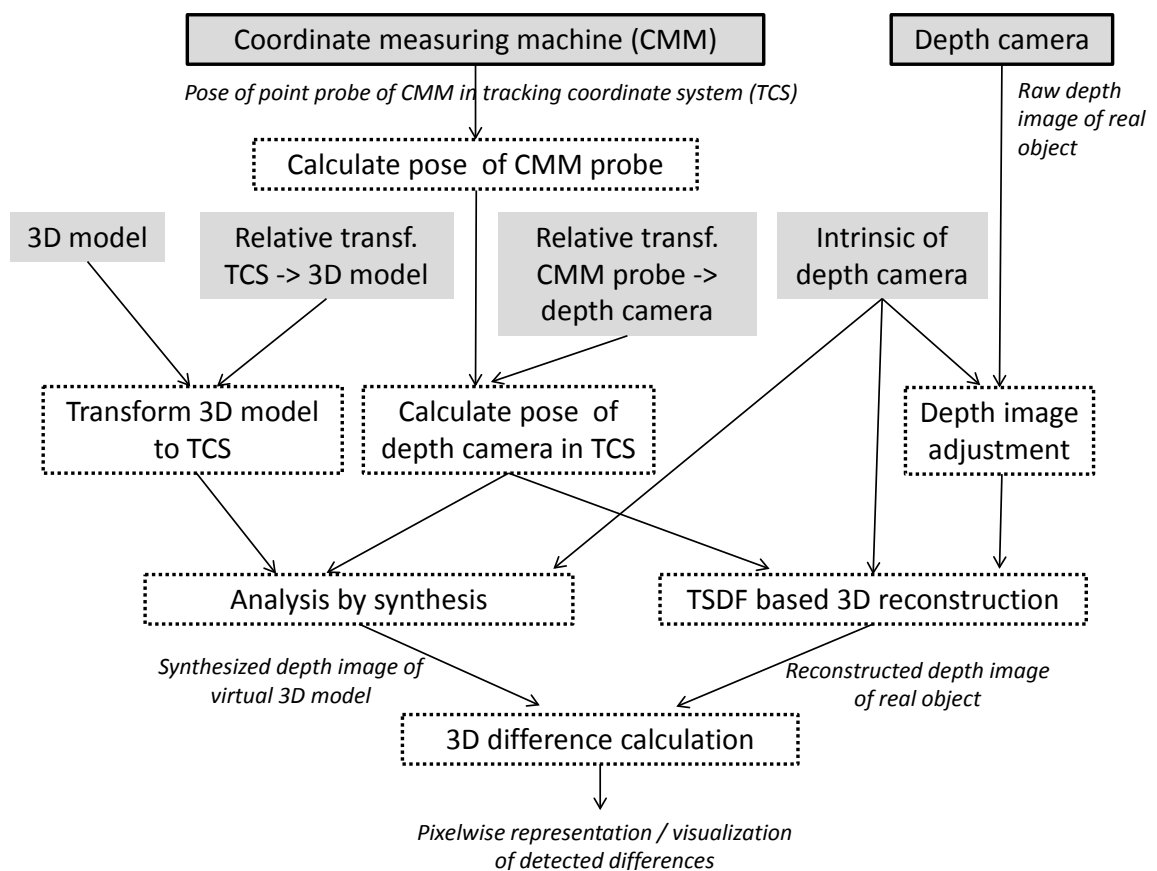 Coordinate measuring machine (CMM)
Depth camera
Pose of point probe of CMM in tracking coordinate system (TCS)
Raw depth
image of real
object
Calculate pose of CMM probe
3D model
Relative transf.
TCS -> 3D model
Relative transf.
CMM probe ->
depth camera
Intrinsic of
depth camera
Transform 3D model
to TCS
Calculate pose of
depth camera in TCS
Depth image
adjustment
Analysis by synthesis
TSDF based 3D reconstruction
Synthesized depth image of
virtual 3D model
Reconstructed depth image
of real object
3D difference calculation
Pixelwise representation / visualization
of detected differences